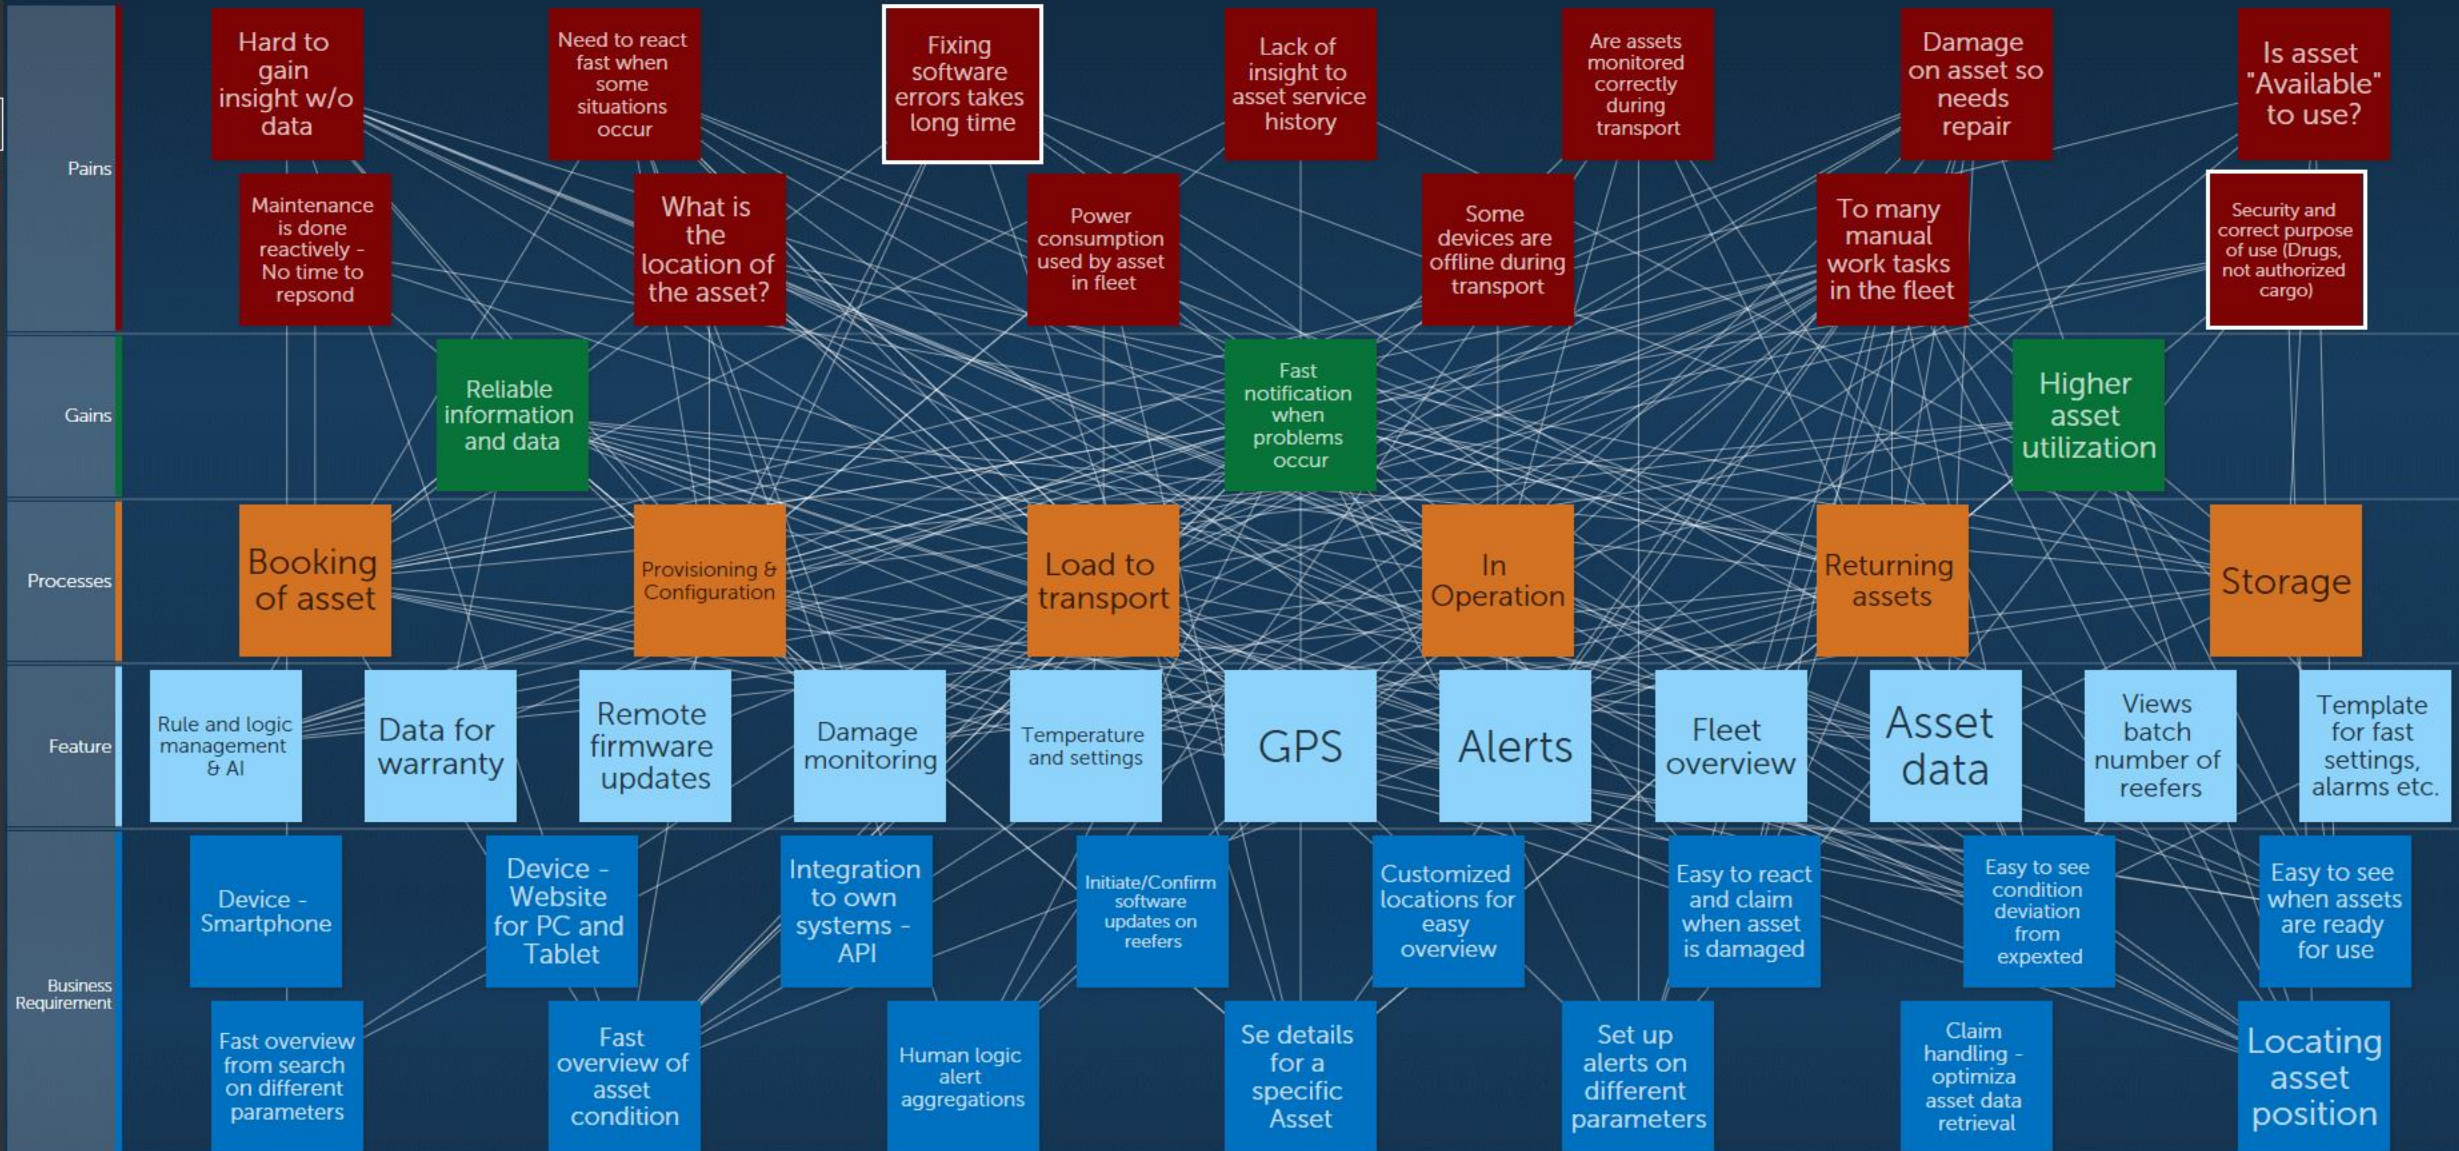 Pains
Hard to
gain
insight w/o
data
Need to react
fast when
some
situations
occur
Fixing
software
errors takes
long time
Lack of
insight to
asset service
history
Are assets
monitored
correctly
during
transport
Damage
on asset so
needs
repair
Is asset
"Available"
to use?
Maintenance
is done
reactively -
No time to
repsond
What is
the
location of
the asset?
Power
consumption
used by asset
in fleet
Some
devices are
offline during
transport
To many
manual
work tasks
in the fleet
Security and
correct purpose
of use (Drugs,
not authorized
cargo)
Gains
Reliable
information
and data
Fast
notification
when
problems
occur
Higher
asset
utilization
Processes
Booking
of asset
Provisioning &
Configuration
Load to
transport
In
Operation
Returning
assets
Storage
Feature
Rule and logic
management
& AI
Data for
warranty
Remote
firmware
updates
Damage
monitoring
Temperature
and settings
GPS
Alerts
Fleet
overview
Asset
data
Views
batch
number of
reefers
Template
for fast
settings,
alarms etc.
Business
Requirement
Device -
Smartphone
Device -
Website
for PC and
Tablet
Integration
to own
systems -
API
Initiate/Confirm
software
updates on
reefers
Customized
locations for
easy
overview
Easy to react
and claim
when asset
is damaged
Easy to see
condition
deviation
from
expexted
Easy to see
when assets
are ready
for use
Fast overview
from search
on different
parameters
Fast
overview of
asset
condition
Human logic
alert
aggregations
Se details
for a
specific
Asset
Set up
alerts on
different
parameters
Claim
handling -
optimiza
asset data
retrieval
Locating
asset
position